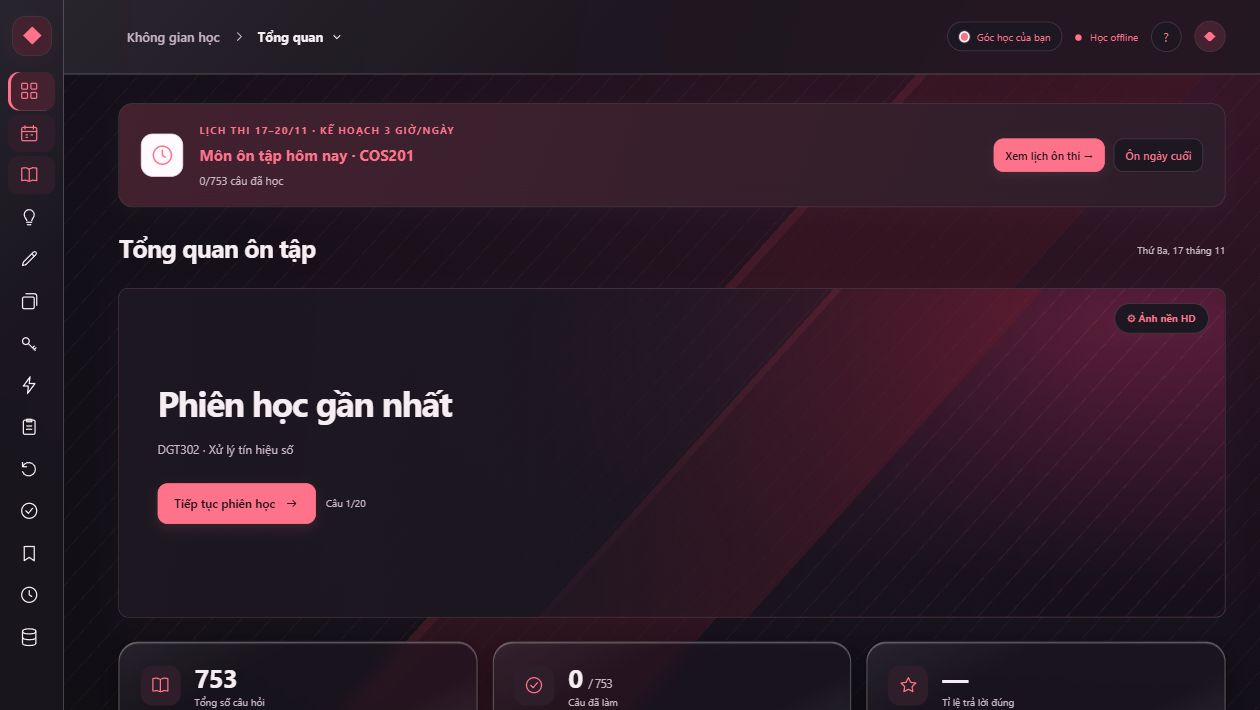 Không gian học > Tổng quan
Góc học của bạn
Học offline
?
LỊCH THI 17–20/11 · KẾ HOẠCH 3 GIỜ/NGÀY
Môn ôn tập hôm nay · COS201
0/753 câu đã học
Xem lịch ôn thi →
Ôn ngày cuối
Tổng quan ôn tập
Thứ Ba, 17 tháng 11
⚙ Ảnh nền HD
Phiên học gần nhất
DGT302 · Xử lý tín hiệu số
Tiếp tục phiên học →
Câu 1/20
753
Tổng số câu hỏi
0 / 753
Câu đã làm
—
Tỉ lệ trả lời đúng